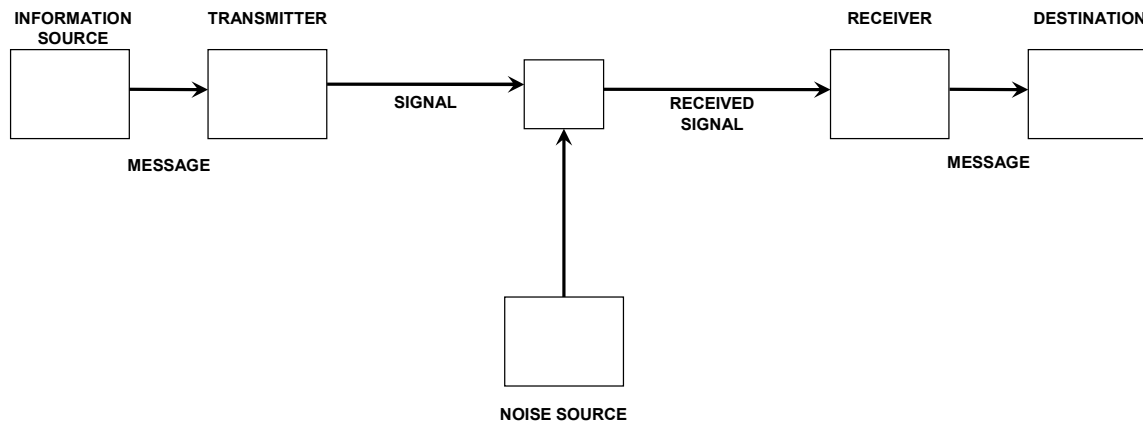 INFORMATION
SOURCE
TRANSMITTER
RECEIVER
DESTINATION
SIGNAL
RECEIVED
SIGNAL
MESSAGE
MESSAGE
NOISE SOURCE